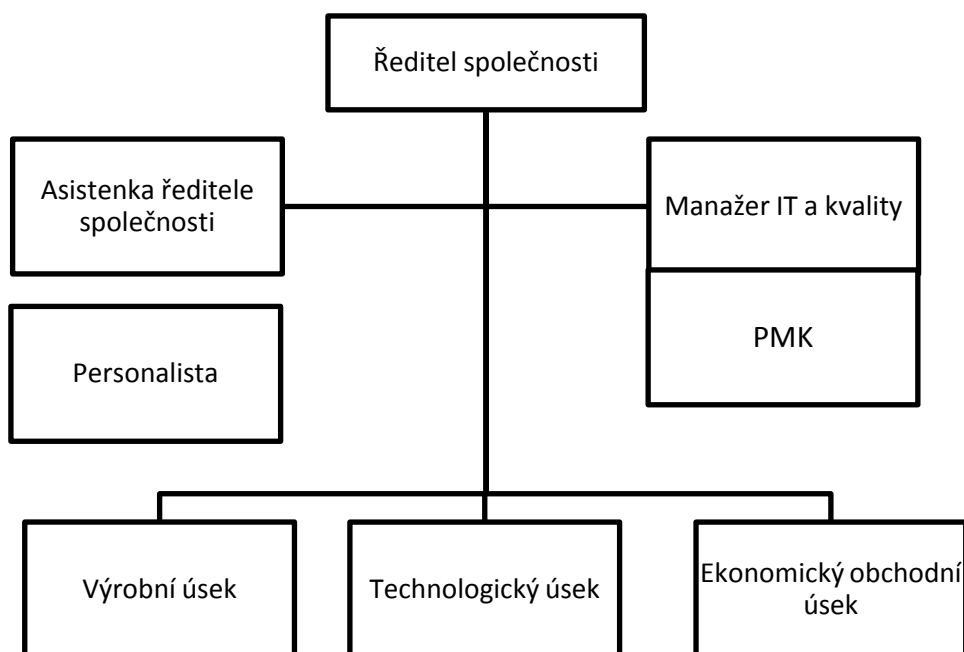 Ředitel společnosti
Asistenka ředitele
společnosti
Manažer IT a kvality
PMK
Personalista
Výrobní úsek
Technologický úsek
Ekonomický obchodní
úsek